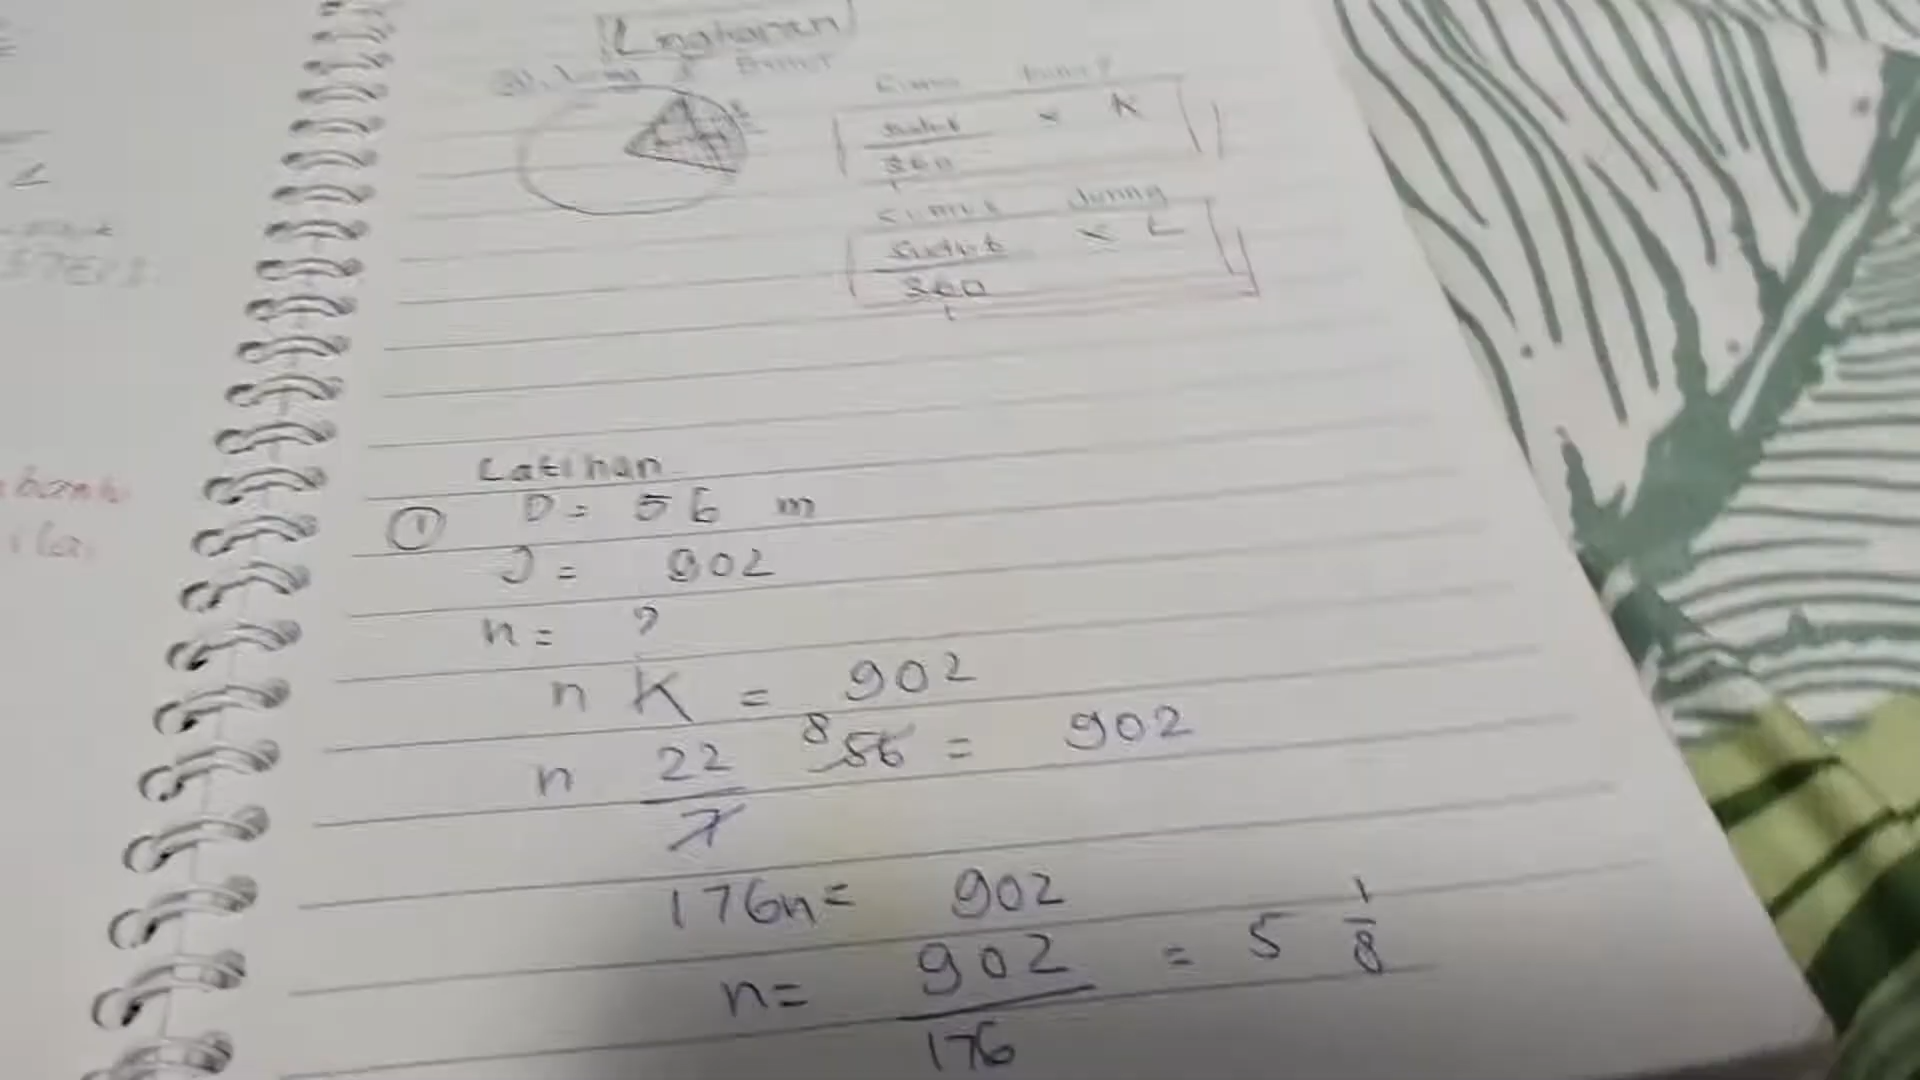 Lingkaran
sudut × K
360
sudut × L
360
Latihan
① D = 56 m
J = 902
n = ?
n K = 902
n 22 8 56 = 902
7
176n = 902
n = 902 = 5 1
176 8